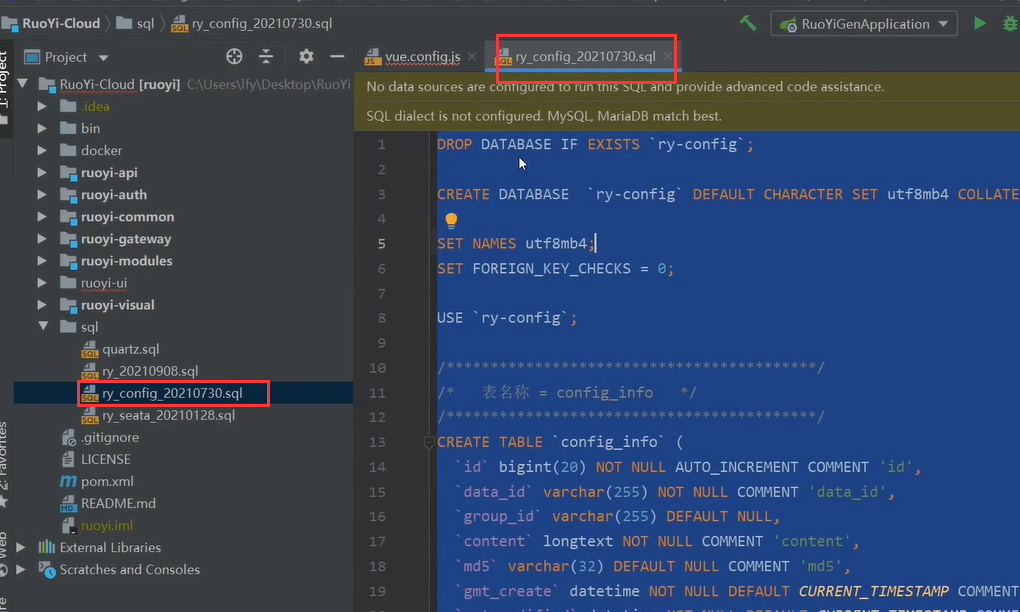 RuoYi-Cloud sql ry_config_20210730.sql RuoYiGenApplication
Project vue.config.js ry_config_20210730.sql
No data sources are configured to run this SQL and provide advanced code assistance.
SQL dialect is not configured. MySQL, MariaDB match best.
1: Project
RuoYi-Cloud [ruoyi] C:\Users\lfy\Desktop\RuoYi-
.idea
bin
docker
ruoyi-api
ruoyi-auth
ruoyi-common
ruoyi-gateway
ruoyi-modules
ruoyi-ui
ruoyi-visual
sql
quartz.sql
ry_20210908.sql
ry_config_20210730.sql
ry_seata_20210128.sql
.gitignore
LICENSE
pom.xml
README.md
ruoyi.iml
External Libraries
Scratches and Consoles
2: Favorites
Web
1 DROP DATABASE IF EXISTS `ry-config`;
2
3 CREATE DATABASE `ry-config` DEFAULT CHARACTER SET utf8mb4 COLLATE
4
5 SET NAMES utf8mb4;
6 SET FOREIGN_KEY_CHECKS = 0;
7
8 USE `ry-config`;
9
10 /******************************************/
11 /* 表名称 = config_info */
12 /******************************************/
13 CREATE TABLE `config_info` (
14 `id` bigint(20) NOT NULL AUTO_INCREMENT COMMENT 'id',
15 `data_id` varchar(255) NOT NULL COMMENT 'data_id',
16 `group_id` varchar(255) DEFAULT NULL,
17 `content` longtext NOT NULL COMMENT 'content',
18 `md5` varchar(32) DEFAULT NULL COMMENT 'md5',
19 `gmt_create` datetime NOT NULL DEFAULT CURRENT_TIMESTAMP COMMENT